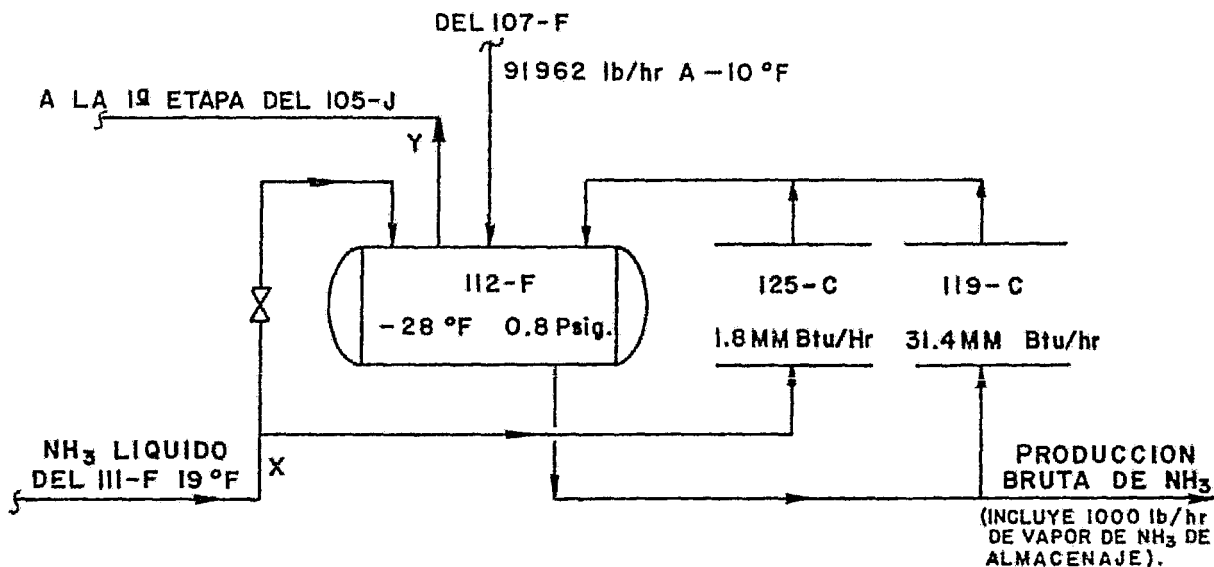 DEL 107-F
91962 lb/hr A -10 °F
A LA 1ª ETAPA DEL 105-J
Y
112-F
-28 °F 0.8 Psig.
125-C
1.8 MM Btu/Hr
119-C
31.4 MM Btu/hr
NH₃ LIQUIDO
DEL 111-F 19 °F
X
PRODUCCION
BRUTA DE NH₃
(INCLUYE 1000 lb/hr
DE VAPOR DE NH₃ DE
ALMACENAJE).